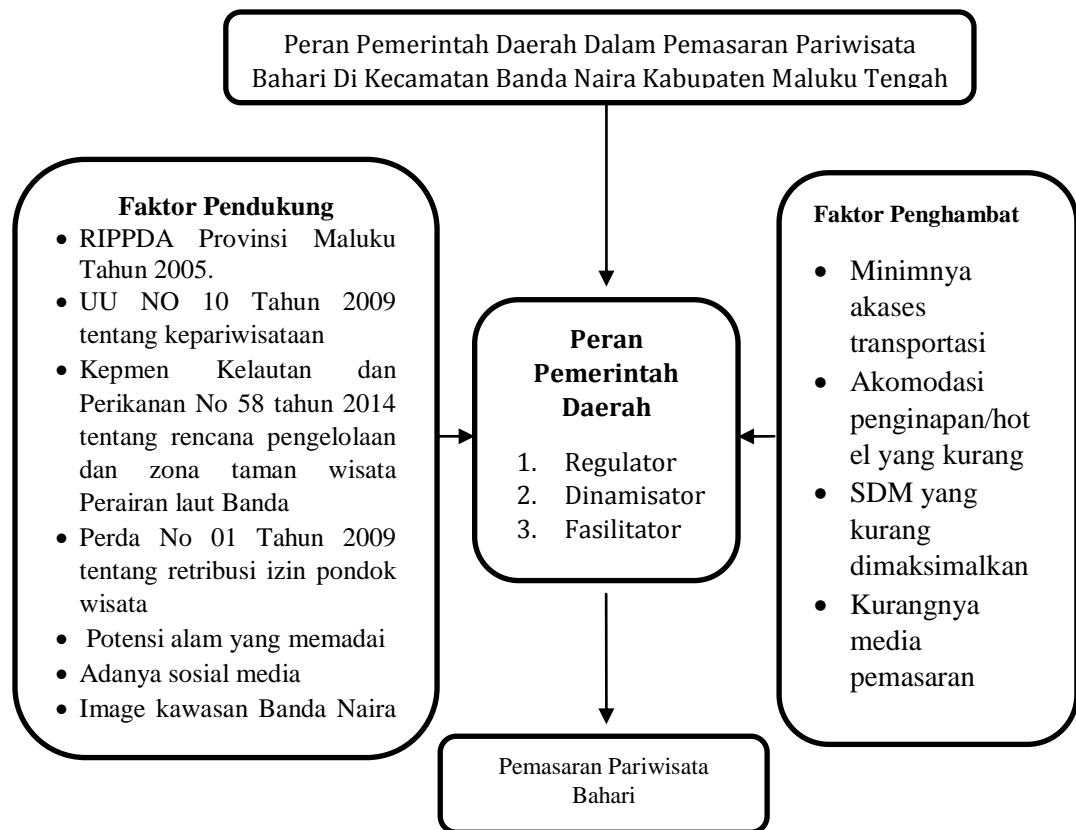 Peran Pemerintah Daerah Dalam Pemasaran Pariwisata
Bahari Di Kecamatan Banda Naira Kabupaten Maluku Tengah
Faktor Pendukung
• RIPPDA Provinsi Maluku
Tahun 2005.
• UU NO 10 Tahun 2009
tentang kepariwisataan
• Kepmen Kelautan dan
Perikanan No 58 tahun 2014
tentang rencana pengelolaan
dan zona taman wisata
Perairan laut Banda
• Perda No 01 Tahun 2009
tentang retribusi izin pondok
wisata
• Potensi alam yang memadai
• Adanya sosial media
• Image kawasan Banda Naira
Peran
Pemerintah
Daerah
1. Regulator
2. Dinamisator
3. Fasilitator
Faktor Penghambat
• Minimnya
akases
transportasi
• Akomodasi
penginapan/hot
el yang kurang
• SDM yang
kurang
dimaksimalkan
• Kurangnya
media
pemasaran
Pemasaran Pariwisata
Bahari